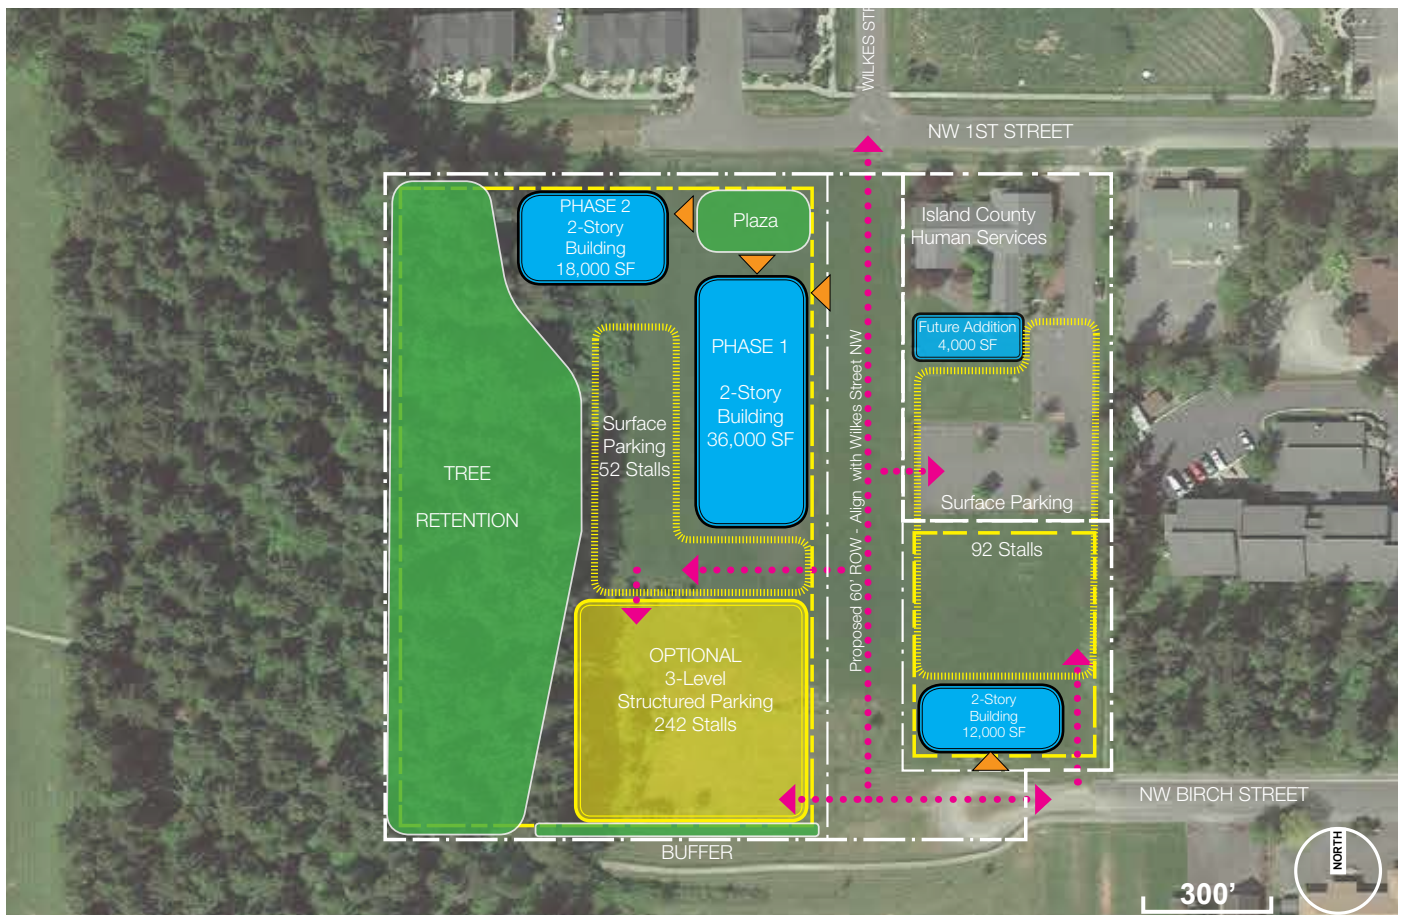 WILKES STR
NW 1ST STREET
PHASE 2
2-Story
Building
18,000 SF
Plaza
Island County
Human Services
Future Addition
4,000 SF
PHASE 1
2-Story
Building
36,000 SF
Surface
Parking
52 Stalls
Proposed 60' ROW - Align with Wilkes Street NW
TREE
RETENTION
Surface Parking
92 Stalls
OPTIONAL
3-Level
Structured Parking
242 Stalls
2-Story
Building
12,000 SF
NW BIRCH STREET
BUFFER
NORTH
300'